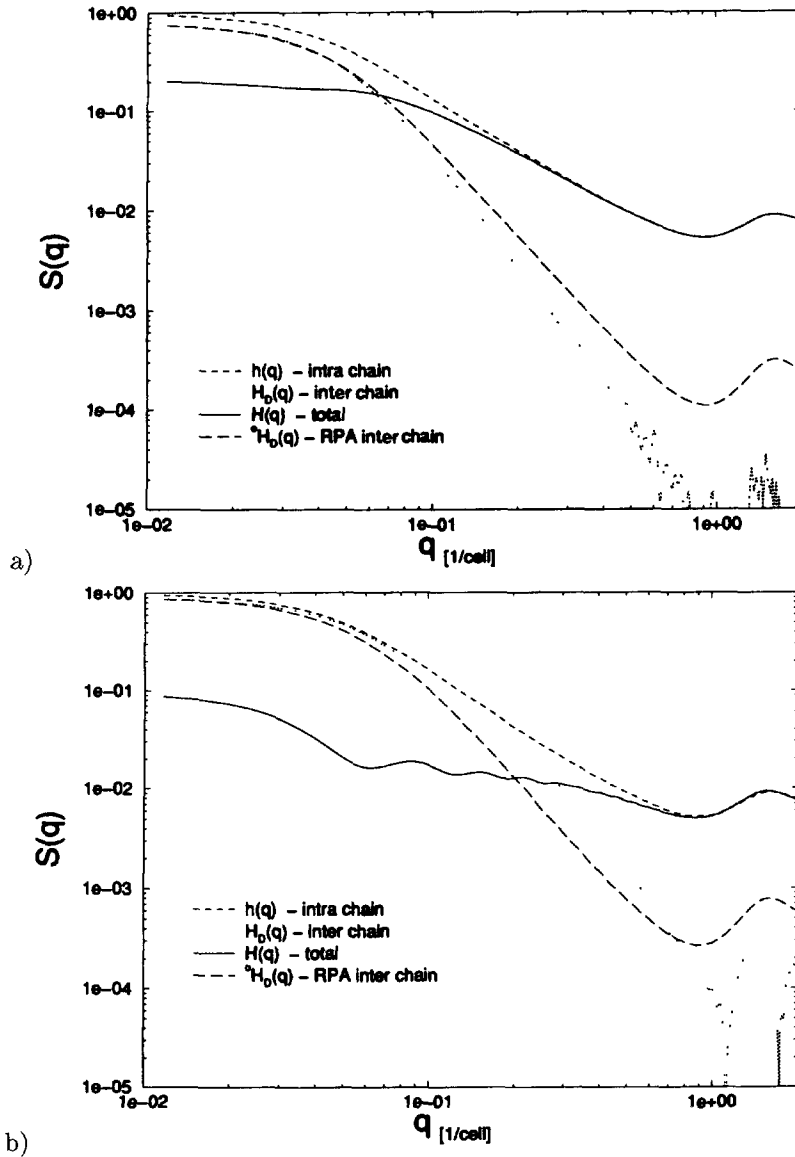 1e+00
1e-01
1e-02
1e-03
1e-04
1e-05
S(q)
h(q) – intra chain
H_D(q) – inter chain
H(q) – total
°H_D(q) – RPA inter chain
1e-02
1e-01
1e+00
q [1/cell]
a)
1e+00
1e-01
1e-02
1e-03
1e-04
1e-05
S(q)
h(q) – intra chain
H_D(q) – inter chain
H(q) – total
°H_D(q) – RPA inter chain
1e-02
1e-01
1e+00
q [1/cell]
b)